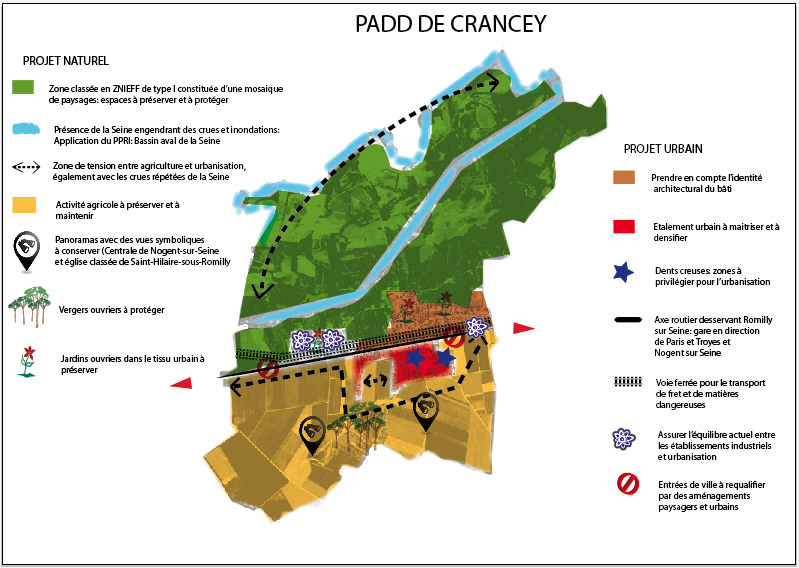 PADD DE CRANCEY
PROJET NATUREL
Zone classée en ZNIEFF de type I constituée d'une mosaique
de paysages: espaces à préserver et à protéger
Présence de la Seine engendrant des crues et inondations:
Application du PPRI: Bassin aval de la Seine
Zone de tension entre agriculture et urbanisation,
également avec les crues répétées de la Seine
Activité agricole à préserver et à
maintenir
Panoramas avec des vues symboliques
à conserver (Centrale de Nogent-sur-Seine
et église classée de Saint-Hilaire-sous-Romilly
Vergers ouvriers à protéger
Jardins ouvriers dans le tissu urbain à
préserver
PROJET URBAIN
Prendre en compte l'identité
architectural du bâti
Etalement urbain à maitriser et à
densifier
Dents creuses: zones à
privilégier pour l'urbanisation
Axe routier desservant Romilly
sur Seine: gare en direction
de Paris et Troyes et
Nogent sur Seine
Voie ferrée pour le transport
de fret et de matières
dangereuses
Assurer l'équilibre actuel entre
les établissements industriels
et urbanisation
Entrées de ville à requalifier
par des aménagements
paysagers et urbains